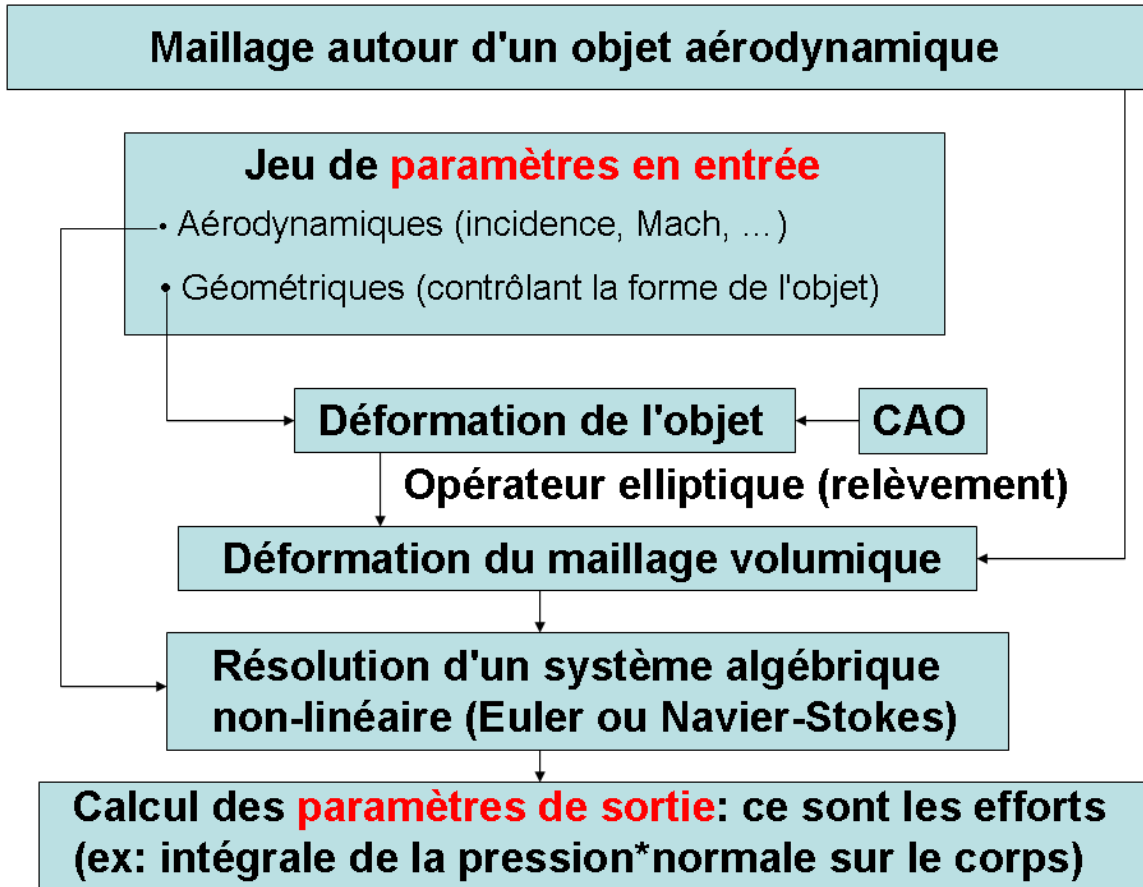 Maillage autour d'un objet aérodynamique
Jeu de paramètres en entrée
• Aérodynamiques (incidence, Mach, ...)
• Géométriques (contrôlant la forme de l'objet)
Déformation de l'objet
CAO
Opérateur elliptique (relèvement)
Déformation du maillage volumique
Résolution d'un système algébrique
non-linéaire (Euler ou Navier-Stokes)
Calcul des paramètres de sortie: ce sont les efforts
(ex: intégrale de la pression*normale sur le corps)